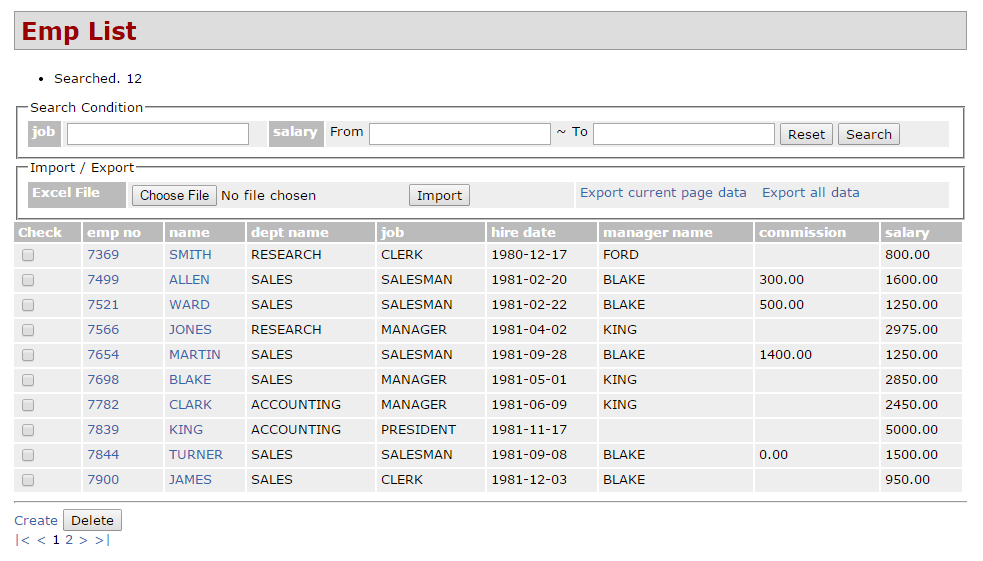 Emp List
• Searched. 12
Search Condition
job salary From ~ To Reset Search
Import / Export
Excel File Choose File No file chosen Import Export current page data Export all data
Check emp no name dept name job hire date manager name commission salary
7369 SMITH RESEARCH CLERK 1980-12-17 FORD 800.00
7499 ALLEN SALES SALESMAN 1981-02-20 BLAKE 300.00 1600.00
7521 WARD SALES SALESMAN 1981-02-22 BLAKE 500.00 1250.00
7566 JONES RESEARCH MANAGER 1981-04-02 KING 2975.00
7654 MARTIN SALES SALESMAN 1981-09-28 BLAKE 1400.00 1250.00
7698 BLAKE SALES MANAGER 1981-05-01 KING 2850.00
7782 CLARK ACCOUNTING MANAGER 1981-06-09 KING 2450.00
7839 KING ACCOUNTING PRESIDENT 1981-11-17 5000.00
7844 TURNER SALES SALESMAN 1981-09-08 BLAKE 0.00 1500.00
7900 JAMES SALES CLERK 1981-12-03 BLAKE 950.00
Create Delete
|< < 1 2 > >|